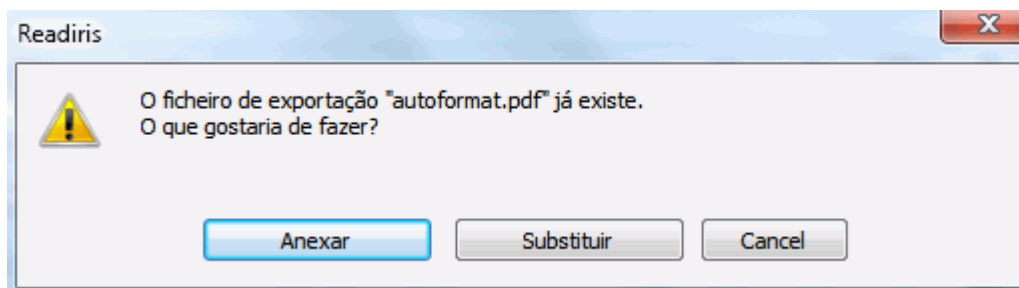 Readiris
O ficheiro de exportação "autoformat.pdf" já existe.
O que gostaria de fazer?
Anexar
Substituir
Cancel